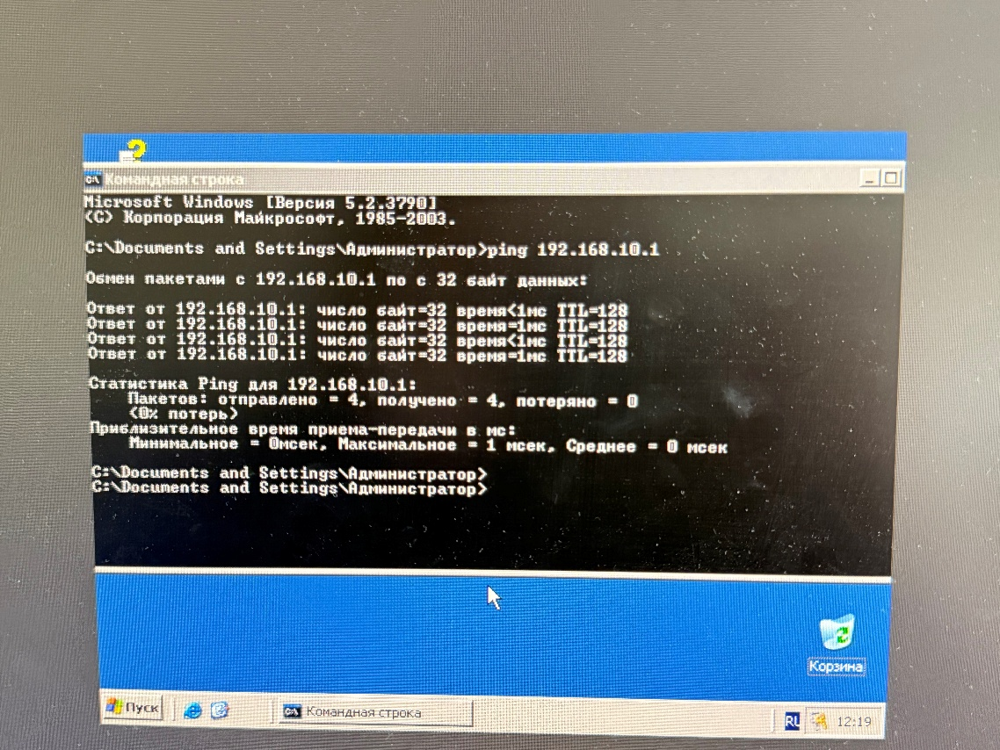 Командная строка
Microsoft Windows [Версия 5.2.3790]
(C) Корпорация Майкрософт, 1985-2003.
C:\Documents and Settings\Администратор>ping 192.168.10.1
Обмен пакетами с 192.168.10.1 по с 32 байт данных:
Ответ от 192.168.10.1: число байт=32 время<1мс TTL=128
Ответ от 192.168.10.1: число байт=32 время=1мс TTL=128
Ответ от 192.168.10.1: число байт=32 время<1мс TTL=128
Ответ от 192.168.10.1: число байт=32 время=1мс TTL=128
Статистика Ping для 192.168.10.1:
Пакетов: отправлено = 4, получено = 4, потеряно = 0
(0% потерь)
Приблизительное время приема-передачи в мс:
Минимальное = 0мсек, Максимальное = 1 мсек, Среднее = 0 мсек
C:\Documents and Settings\Администратор>
C:\Documents and Settings\Администратор>
Корзина
Пуск
Командная строка
RU
12:19